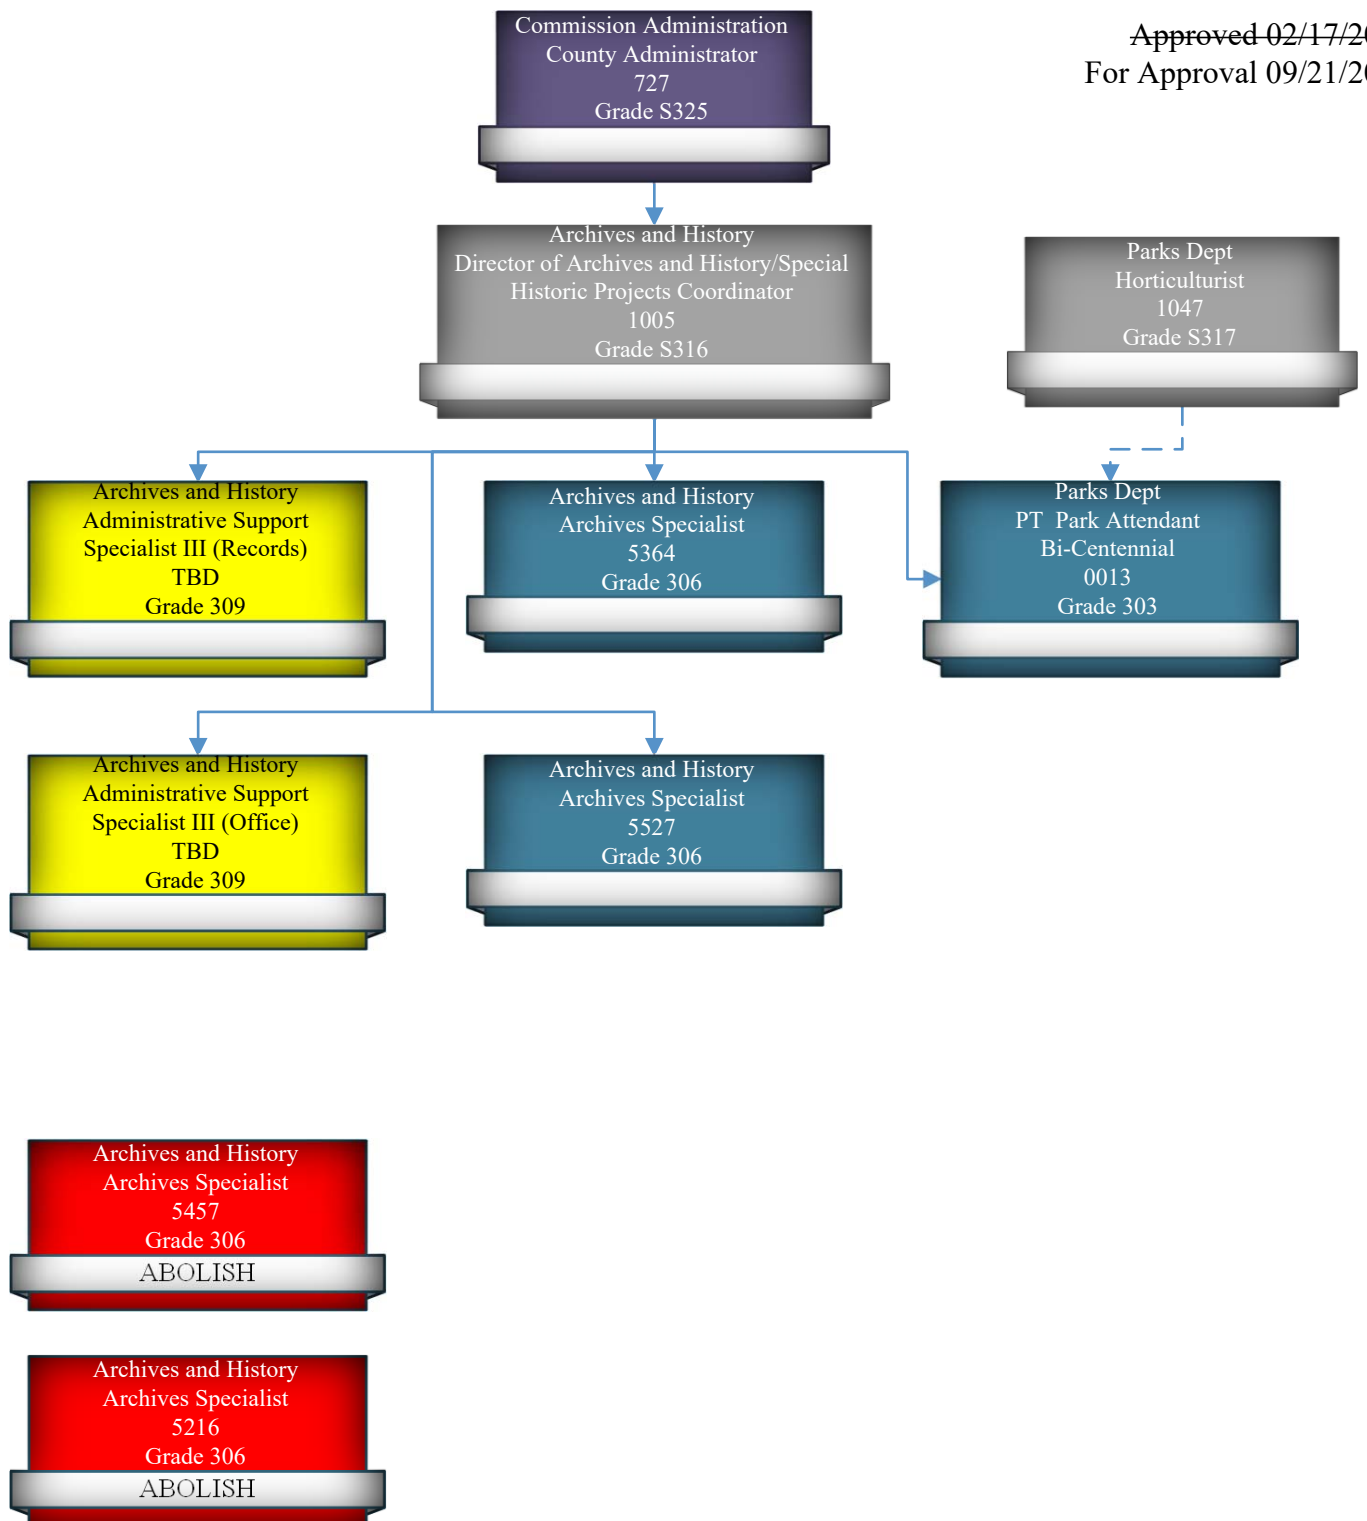 Commission Administration
County Administrator
727
Grade S325
Approved 02/17/20
For Approval 09/21/20
Archives and History
Director of Archives and History/Special
Historic Projects Coordinator
1005
Grade S316
Parks Dept
Horticulturist
1047
Grade S317
Archives and History
Administrative Support
Specialist III (Records)
TBD
Grade 309
Archives and History
Archives Specialist
5364
Grade 306
Parks Dept
PT Park Attendant
Bi-Centennial
0013
Grade 303
Archives and History
Administrative Support
Specialist III (Office)
TBD
Grade 309
Archives and History
Archives Specialist
5527
Grade 306
Archives and History
Archives Specialist
5457
Grade 306
ABOLISH
Archives and History
Archives Specialist
5216
Grade 306
ABOLISH